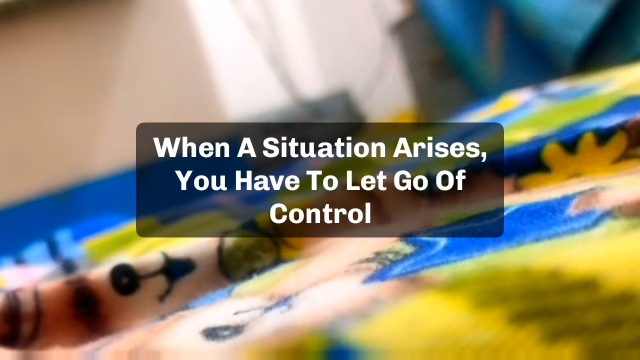 When A Situation Arises,
You Have To Let Go Of
Control